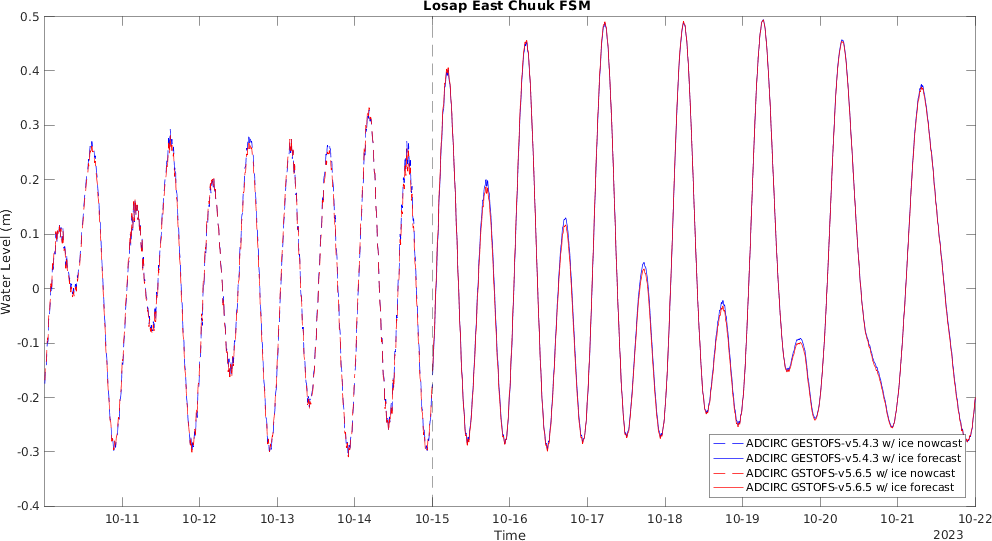 Losap East Chuuk FSM
0.5
0.4
0.3
0.2
0.1
0
-0.1
-0.2
-0.3
-0.4
Water Level (m)
ADCIRC GESTOFS-v5.4.3 w/ ice nowcast
ADCIRC GESTOFS-v5.4.3 w/ ice forecast
ADCIRC GSTOFS-v5.6.5 w/ ice nowcast
ADCIRC GSTOFS-v5.6.5 w/ ice forecast
10-11 10-12 10-13 10-14 10-15 10-16 10-17 10-18 10-19 10-20 10-21 10-22
Time
2023